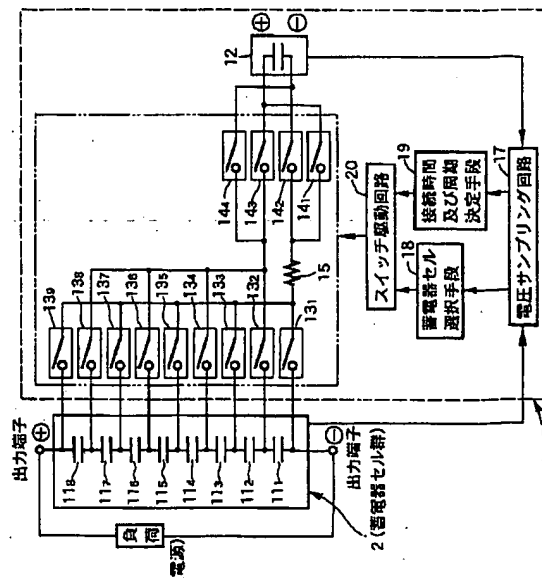 出力端子
⊕
負荷
電源)
118
117
116
115
114
113
112
111
⊖
出力端子
2(蓄電器セル群)
139
138
137
136
135
134
133
132
131
144
143
142
141
15
12
⊕
⊖
20
スイッチ駆動回路
18
蓄電器セル
選択手段
19
接続時間
及び周期
決定手段
17
電圧サンプリング回路